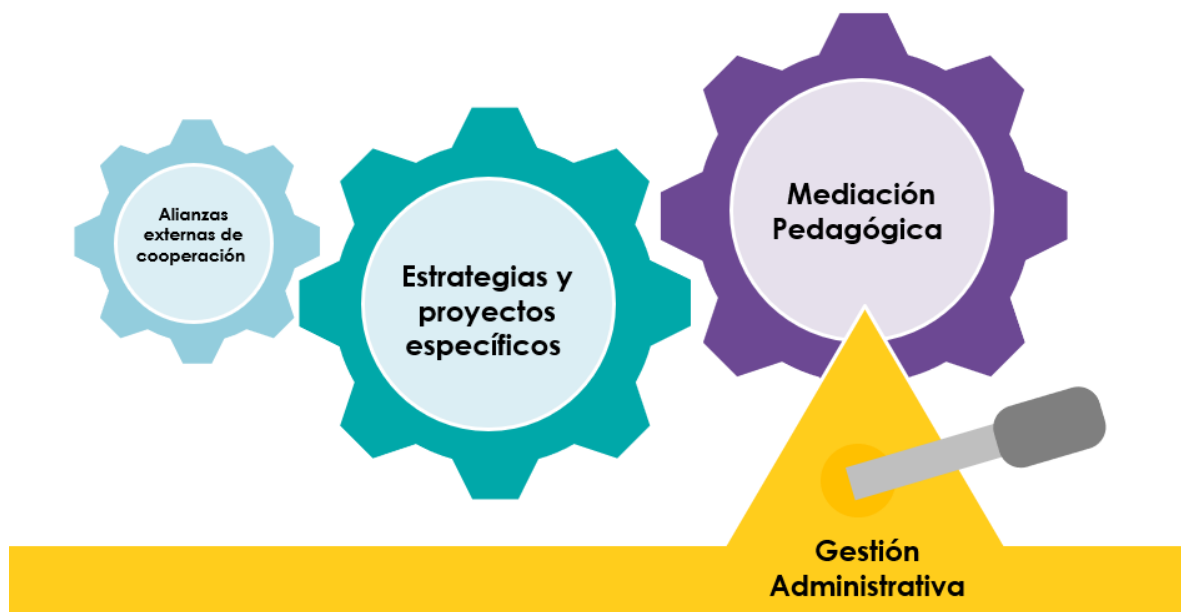 Alianzas
externas de
cooperación
Estrategias y
proyectos
específicos
Mediación
Pedagógica
Gestión
Administrativa